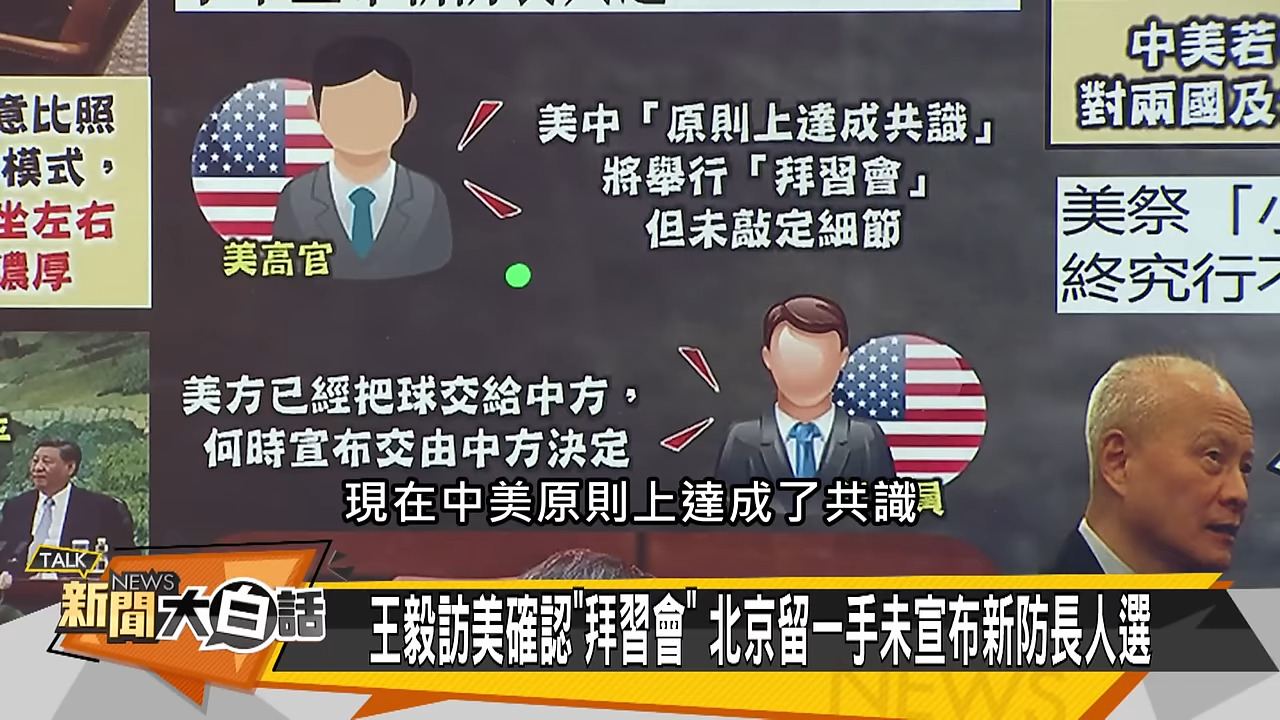 意比照
模式，
坐左右
濃厚
美中「原則上達成共識」
將舉行「拜習會」
但未敲定細節
美高官
中美若
對兩國及
美祭「小
終究行不
美方已經把球交給中方，
何時宣布交由中方決定
員
現在中美原則上達成了共識
TALK
NEWS
新聞大白話
王毅訪美確認"拜習會" 北京留一手未宣布新防長人選
NEWS